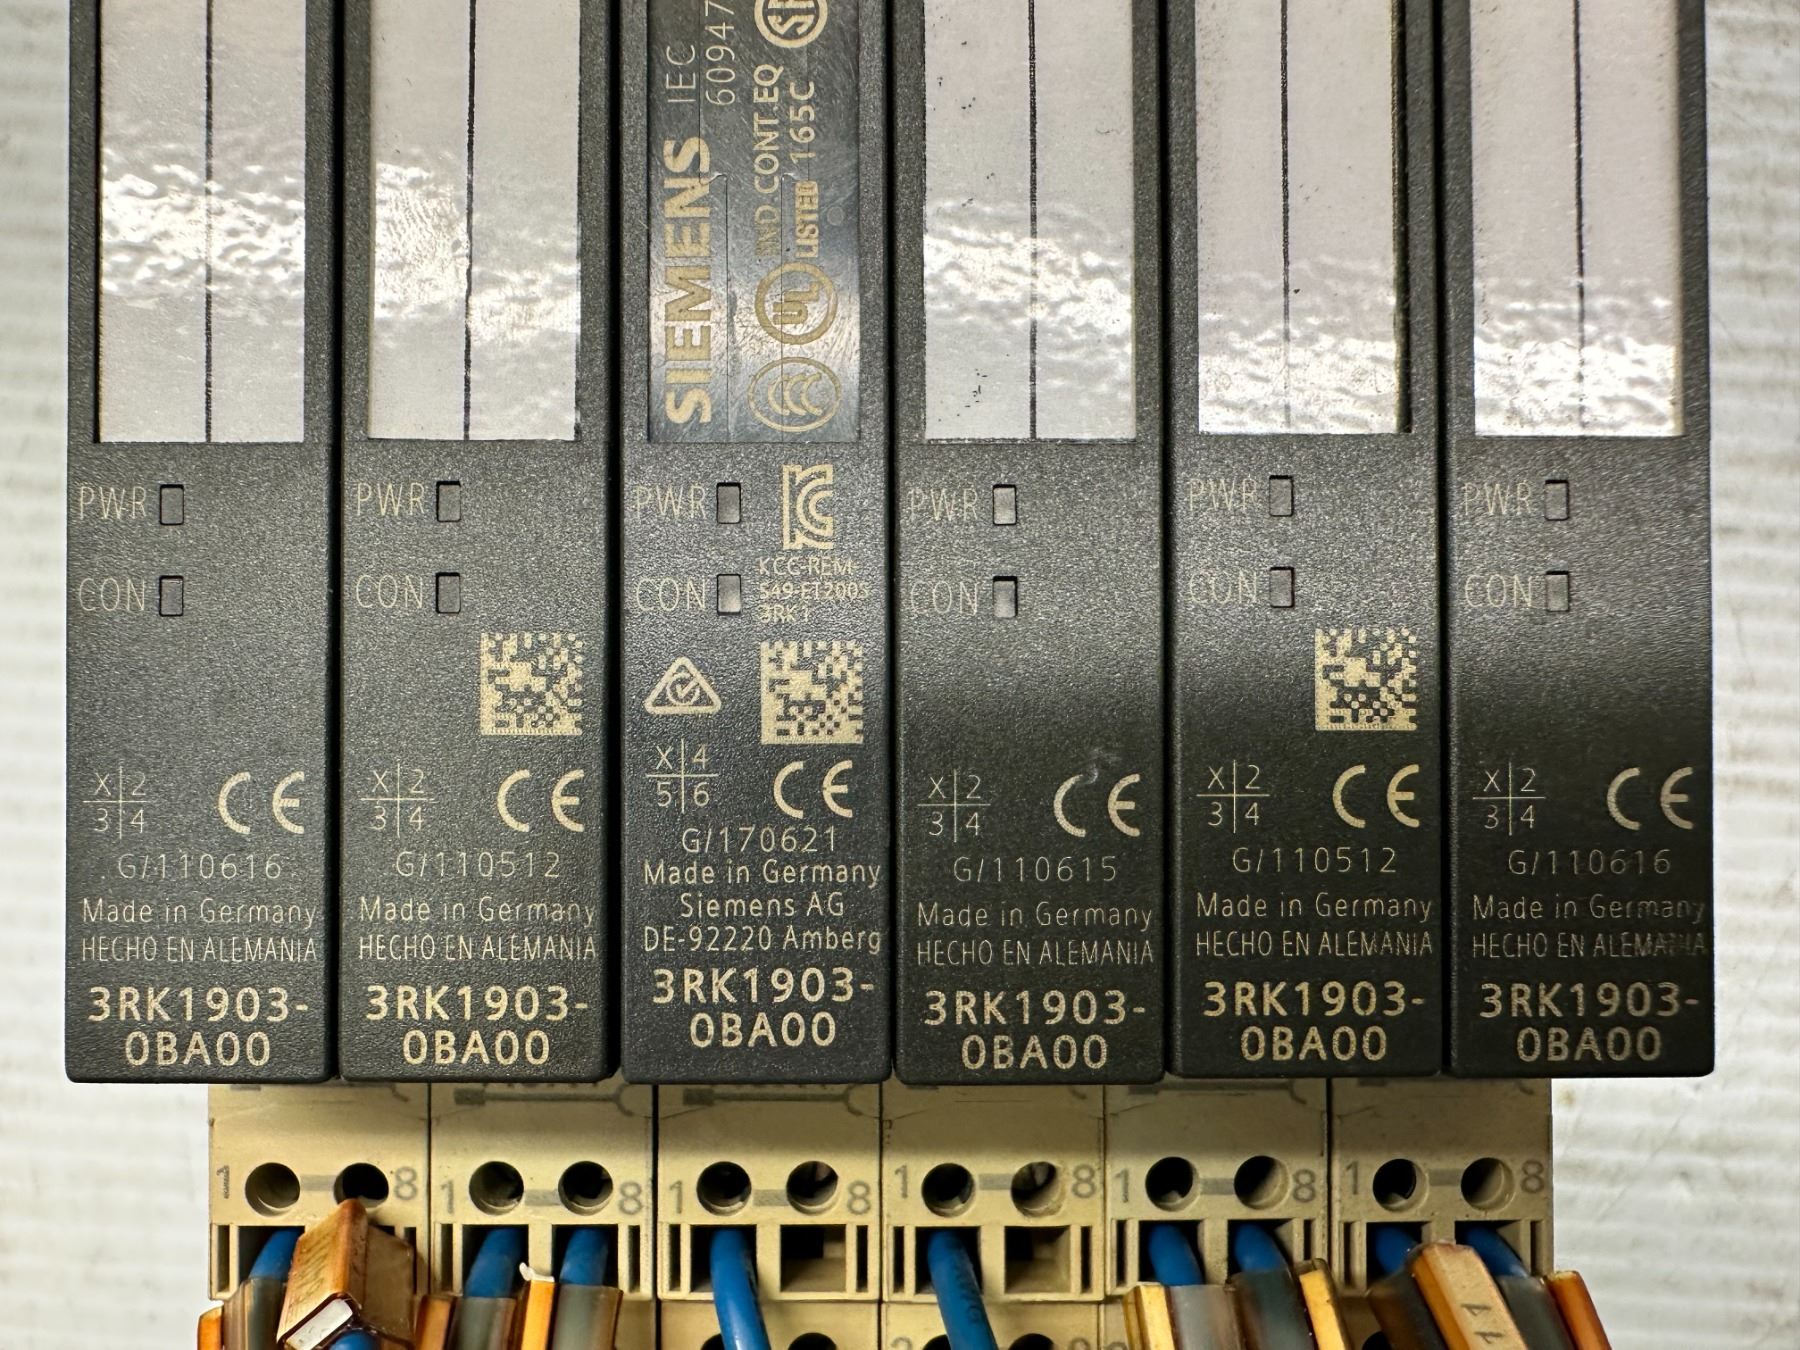 PWR
CON
X 2
3 4
CE
G/110616
Made in Germany
HECHO EN ALEMANIA
3RK1903-
0BA00
PWR
CON
X 2
3 4
CE
G/110512
Made in Germany
HECHO EN ALEMANIA
3RK1903-
0BA00
SIEMENS IEC
60947
IND.CONT.EQ
UL LISTED 165C
PWR
CON
KCC-REM-
S49-ET200S
3RK1
X 4
5 6
CE
G/170621
Made in Germany
Siemens AG
DE-92220 Amberg
3RK1903-
0BA00
PWR
CON
X 2
3 4
CE
G/110615
Made in Germany
HECHO EN ALEMANIA
3RK1903-
0BA00
PWR
CON
X 2
3 4
CE
G/110512
Made in Germany
HECHO EN ALEMANIA
3RK1903-
0BA00
PWR
CON
X 2
3 4
CE
G/110616
Made in Germany
HECHO EN ALEMANIA
3RK1903-
0BA00
1 8
1 8
1 8
1 8
1 8
1 8
11